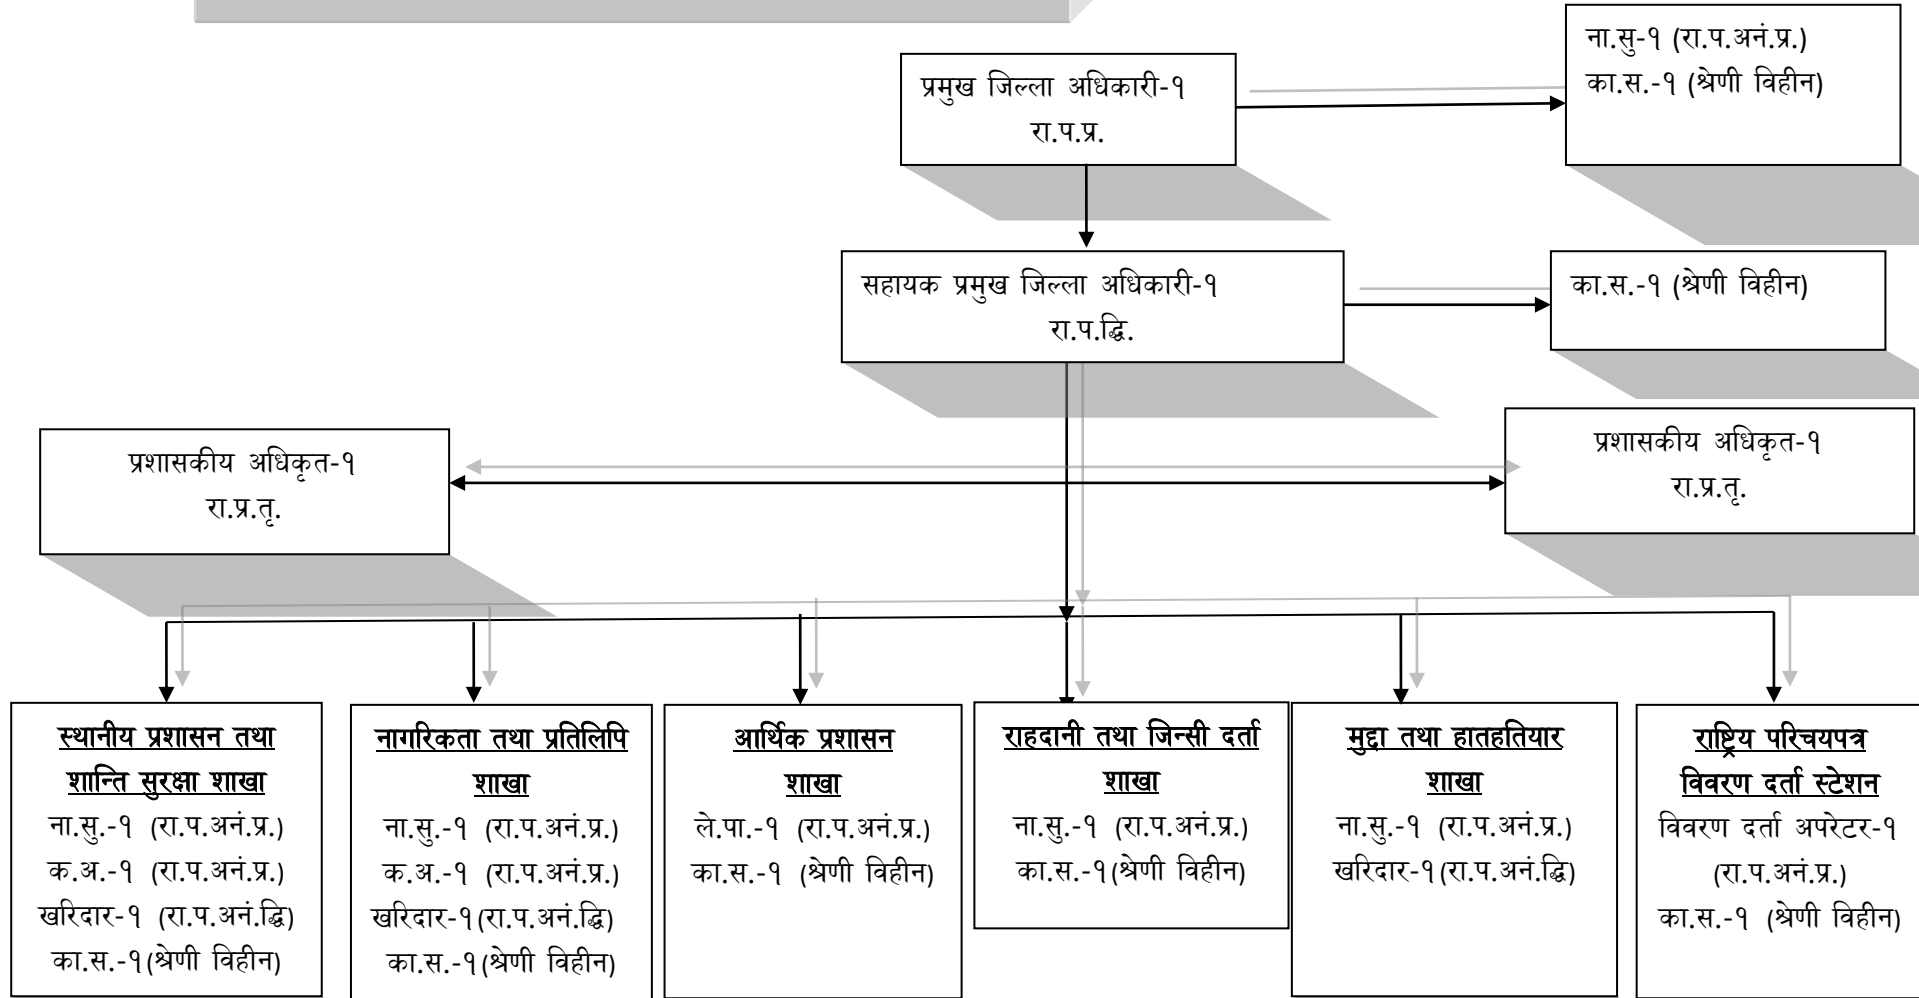 प्रमुख जिल्ला अधिकारी-१
रा.प.प्र.
ना.सु-१ (रा.प.अनं.प्र.)
का.स.-१ (श्रेणी विहीन)
सहायक प्रमुख जिल्ला अधिकारी-१
रा.प.द्धि.
का.स.-१ (श्रेणी विहीन)
प्रशासकीय अधिकृत-१
रा.प्र.तृ.
प्रशासकीय अधिकृत-१
रा.प्र.तृ.
स्थानीय प्रशासन तथा
शान्ति सुरक्षा शाखा
ना.सु.-१ (रा.प.अनं.प्र.)
क.अ.-१ (रा.प.अनं.प्र.)
खरिदार-१ (रा.प.अनं.द्धि)
का.स.-१(श्रेणी विहीन)
नागरिकता तथा प्रतिलिपि
शाखा
ना.सु.-१ (रा.प.अनं.प्र.)
क.अ.-१ (रा.प.अनं.प्र.)
खरिदार-१(रा.प.अनं.द्धि)
का.स.-१(श्रेणी विहीन)
आर्थिक प्रशासन
शाखा
ले.पा.-१ (रा.प.अनं.प्र.)
का.स.-१ (श्रेणी विहीन)
राहदानी तथा जिन्सी दर्ता
शाखा
ना.सु.-१ (रा.प.अनं.प्र.)
का.स.-१(श्रेणी विहीन)
मुद्दा तथा हातहतियार
शाखा
ना.सु.-१ (रा.प.अनं.प्र.)
खरिदार-१(रा.प.अनं.द्धि)
राष्ट्रिय परिचयपत्र
विवरण दर्ता स्टेशन
विवरण दर्ता अपरेटर-१
(रा.प.अनं.प्र.)
का.स.-१ (श्रेणी विहीन)